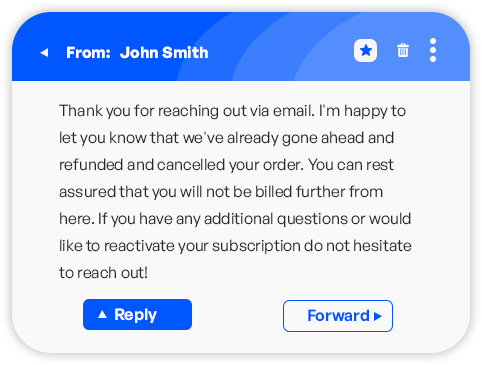 From: John Smith
Thank you for reaching out via email. I'm happy to
let you know that we've already gone ahead and
refunded and cancelled your order. You can rest
assured that you will not be billed further from
here. If you have any additional questions or would
like to reactivate your subscription do not hesitate
to reach out!
Reply
Forward